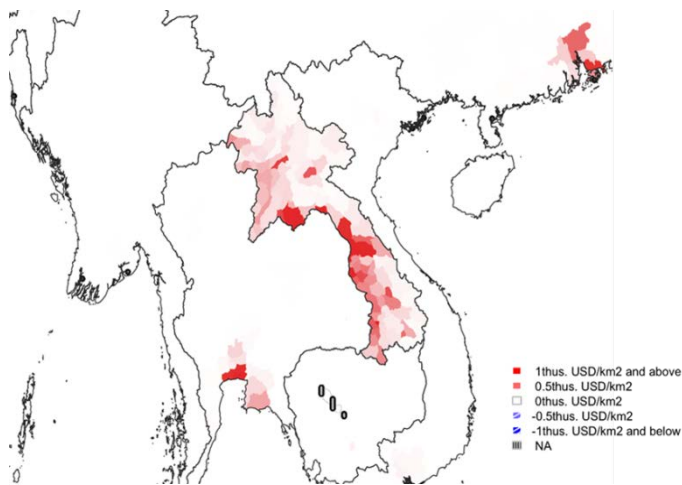 1thus. USD/km2 and above
0.5thus. USD/km2
0thus. USD/km2
-0.5thus. USD/km2
-1thus. USD/km2 and below
NA